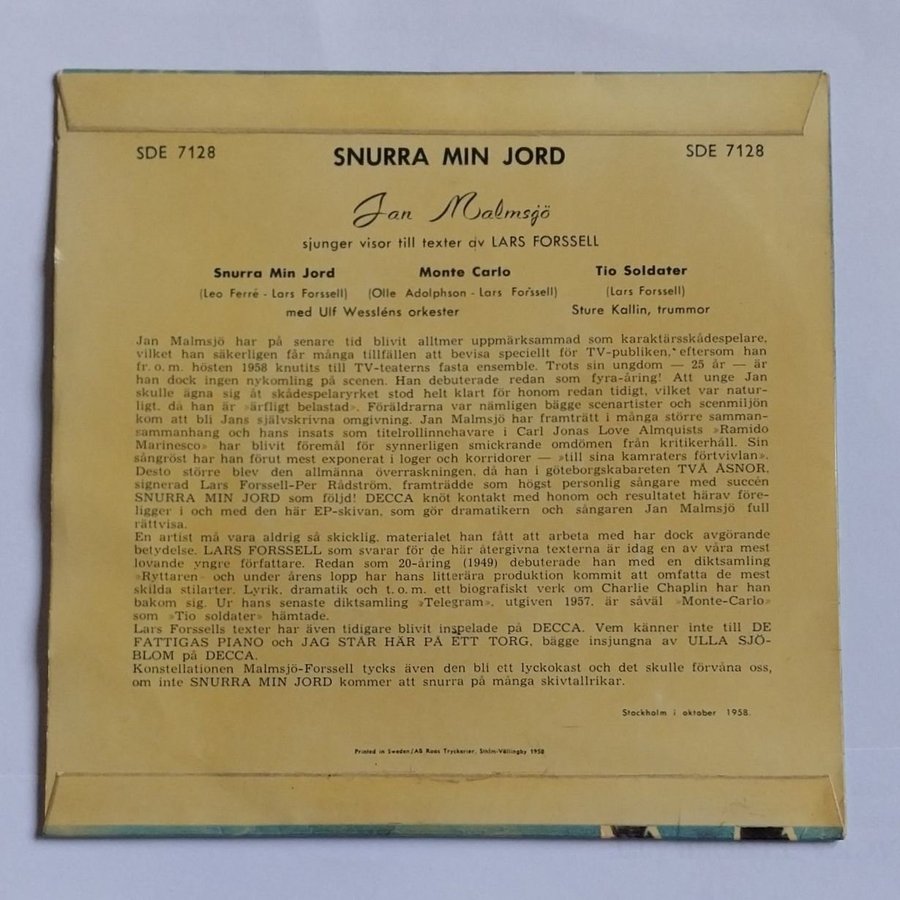 SDE 7128
SNURRA MIN JORD
SDE 7128
Jan Malmsjö
sjunger visor till texter av LARS FORSSELL
Snurra Min Jord Monte Carlo Tio Soldater
(Leo Ferré - Lars Forssell) (Olle Adolphson - Lars Forssell) (Lars Forssell)
med Ulf Wessléns orkester Sture Kallin, trummor
Jan Malmsjö har på senare tid blivit alltmer uppmärksammad som karaktärsskådespelare,
vilket han säkerligen får många tillfällen att bevisa speciellt för TV-publiken, eftersom han
fr. o. m. hösten 1958 knutits till TV-teaterns fasta ensemble. Trots sin ungdom — 25 år — är
han dock ingen nykomling på scenen. Han debuterade redan som fyra-åring! Att unge Jan
skulle ägna sig åt skådespelaryrket stod helt klart för honom redan tidigt, vilket var natur-
ligt, då han är »ärftligt belastad». Föräldrarna var nämligen bägge scenartister och scenmiljön
kom att bli Jans självskrivna omgivning. Jan Malmsjö har framträtt i många större samman-
sammanhang och hans insats som titelrollinnehavare i Carl Jonas Love Almquists »Ramido
Marinesco» har blivit föremål för synnerligen smickrande omdömen från kritikerhåll. Sin
sångröst har han förut mest exponerat i loger och korridorer — »till sina kamraters förtvivlan».
Desto större blev den allmänna överraskningen, då han i göteborgskabareten TVÅ ÅSNOR,
signerad Lars Forssell-Per Rådström, framträdde som högst personlig sångare med succén
SNURRA MIN JORD som följd! DECCA knöt kontakt med honom och resultatet härav före-
ligger i och med den här EP-skivan, som gör dramatikern och sångaren Jan Malmsjö full
rättvisa.
En artist må vara aldrig så skicklig, materialet han fått att arbeta med har dock avgörande
betydelse. LARS FORSSELL som svarar för de här återgivna texterna är idag en av våra mest
lovande yngre författare. Redan som 20-åring (1949) debuterade han med en diktsamling
»Ryttaren» och under årens lopp har hans litterära produktion kommit att omfatta de mest
skilda stilarter. Lyrik, dramatik och t. o. m. ett biografiskt verk om Charlie Chaplin har han
bakom sig. Ur hans senaste diktsamling »Telegram», utgiven 1957, är såväl »Monte-Carlo»
som »Tio soldater» hämtade.
Lars Forssells texter har även tidigare blivit inspelade på DECCA. Vem känner inte till DE
FATTIGAS PIANO och JAG STÅR HÄR PÅ ETT TORG, bägge insjungna av ULLA SJÖ-
BLOM på DECCA.
Konstellationen Malmsjö-Forssell tycks även den bli ett lyckokast och det skulle förvåna oss,
om inte SNURRA MIN JORD kommer att snurra på många skivtallrikar.
Stockholm i oktober 1958.
Printed in Sweden/AB Roos Tryckerier, Sthlm-Vällingby 1958